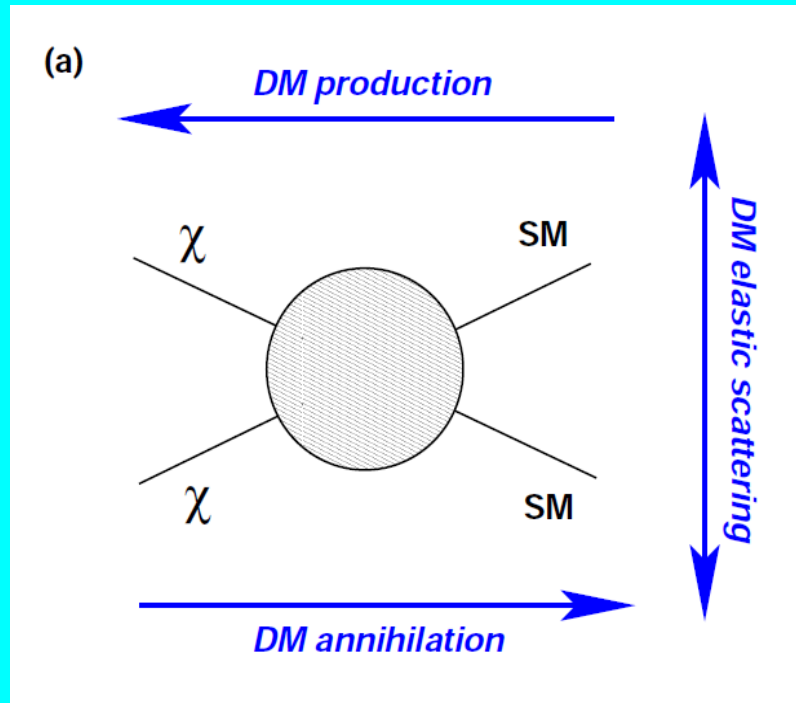 (a)
DM production
χ
SM
DM elastic scattering
χ
SM
DM annihilation